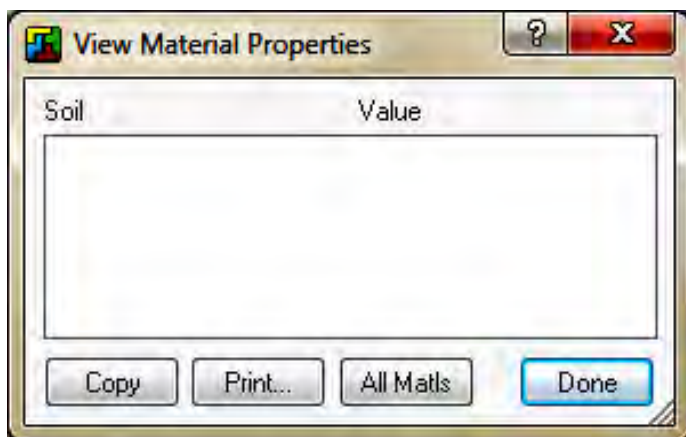 View Material Properties
? X
Soil Value
Copy Print... All Matls Done